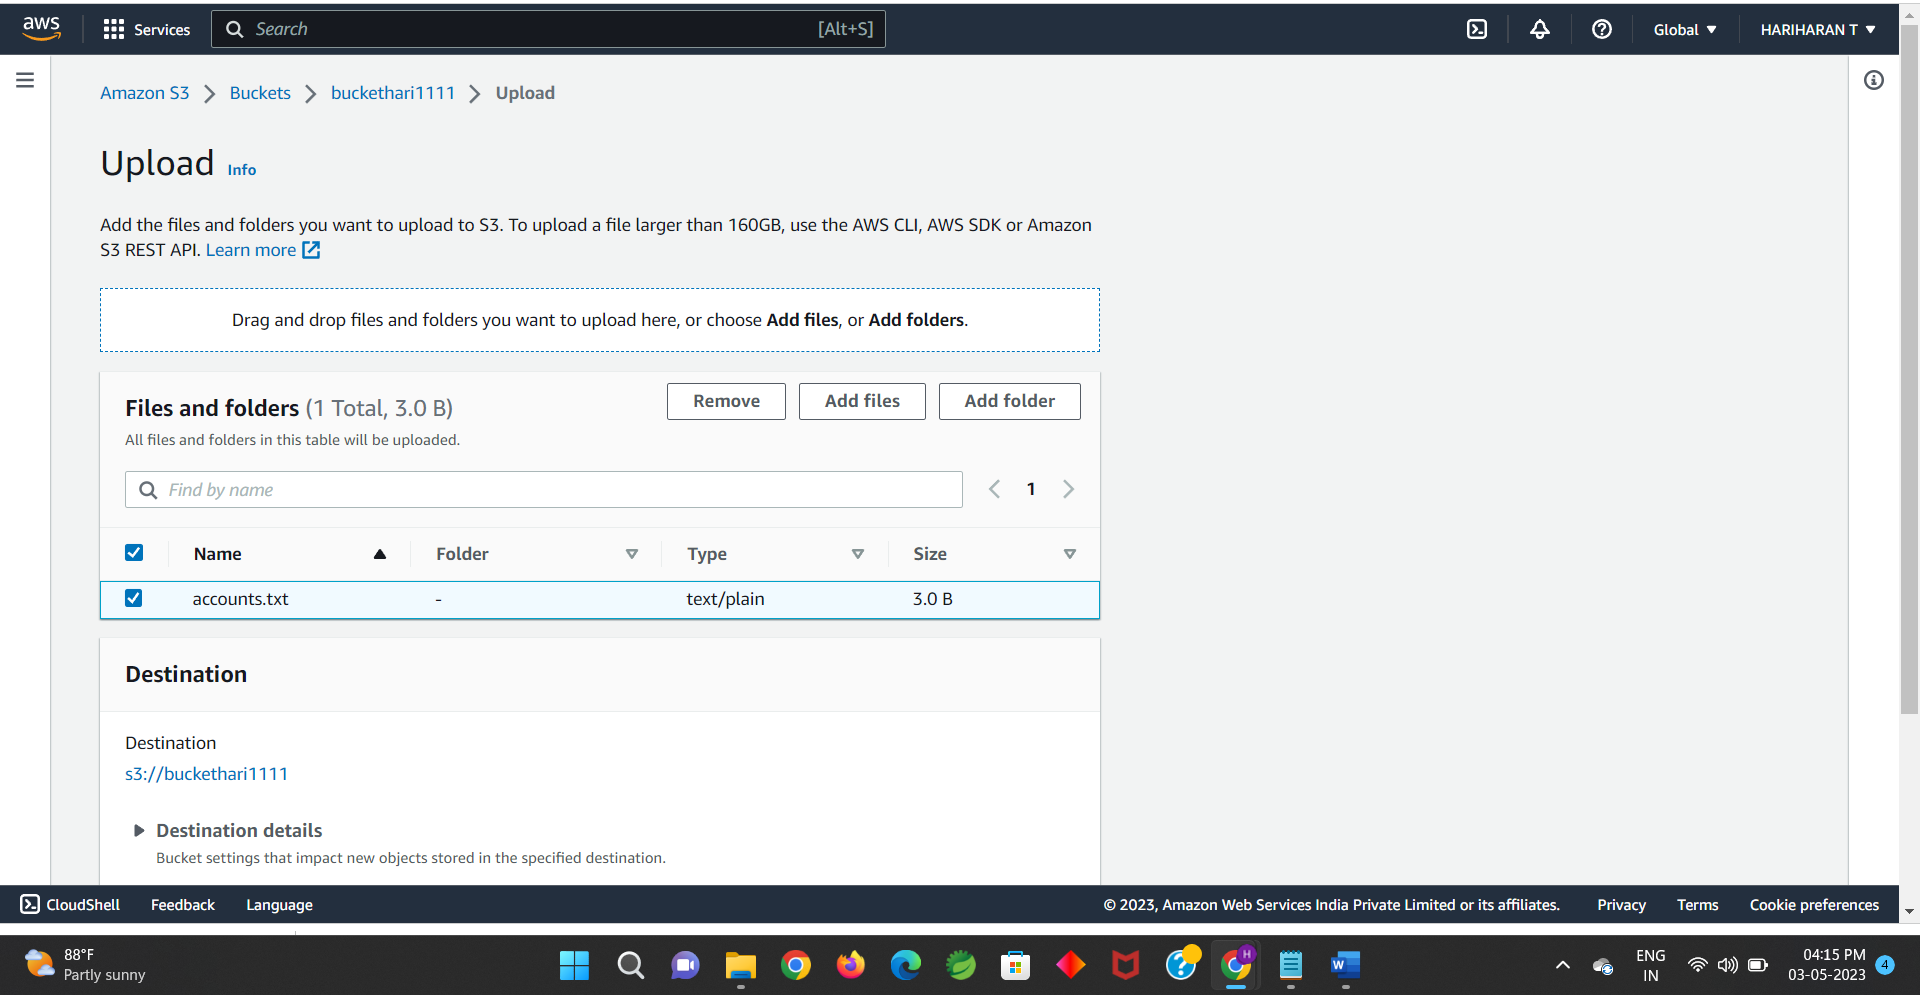 aws
Services
Search
[Alt+S]
Global
HARIHARAN T
Amazon S3
Buckets
buckethari1111
Upload
Upload
Info
Add the files and folders you want to upload to S3. To upload a file larger than 160GB, use the AWS CLI, AWS SDK or Amazon
S3 REST API. Learn more
Drag and drop files and folders you want to upload here, or choose Add files, or Add folders.
Files and folders (1 Total, 3.0 B)
Remove
Add files
Add folder
All files and folders in this table will be uploaded.
Find by name
1
Name
Folder
Type
Size
accounts.txt
-
text/plain
3.0 B
Destination
Destination
s3://buckethari1111
Destination details
Bucket settings that impact new objects stored in the specified destination.
CloudShell
Feedback
Language
© 2023, Amazon Web Services India Private Limited or its affiliates.
Privacy
Terms
Cookie preferences
88°F
Partly sunny
H
W
ENG
IN
04:15 PM
03-05-2023
4